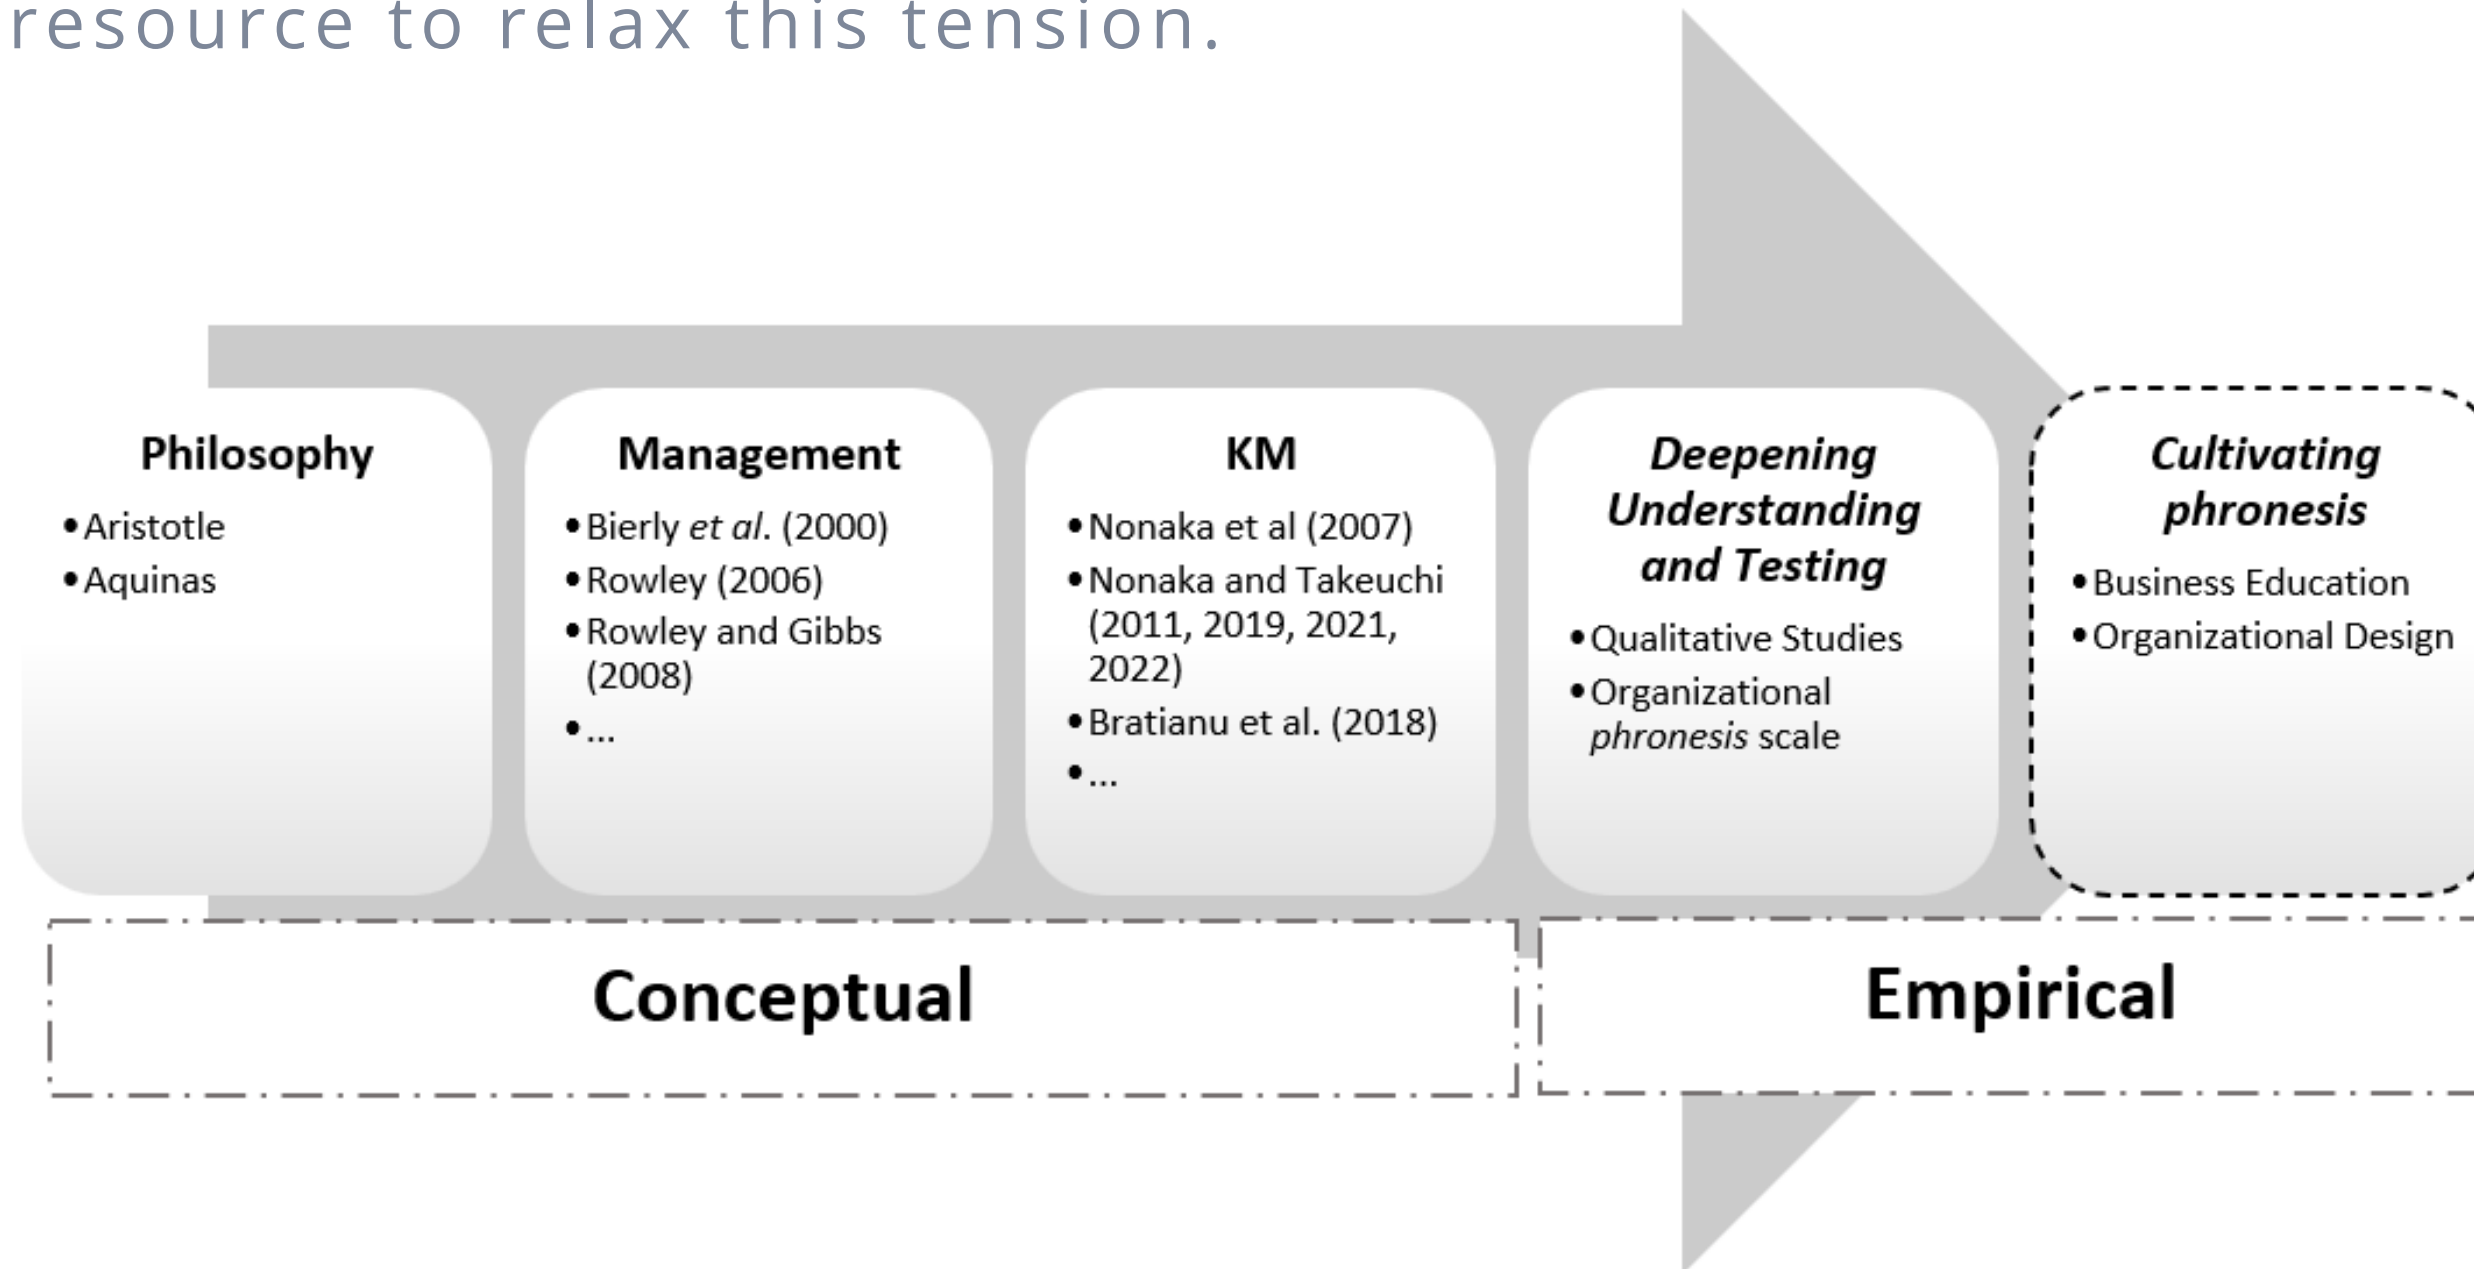 resource to relax this tension.
Philosophy
•Aristotle
•Aquinas
Management
•Bierly et al. (2000)
•Rowley (2006)
•Rowley and Gibbs
(2008)
•...
KM
•Nonaka et al (2007)
•Nonaka and Takeuchi
(2011, 2019, 2021,
2022)
•Bratianu et al. (2018)
•...
Deepening
Understanding
and Testing
•Qualitative Studies
•Organizational
phronesis scale
Cultivating
phronesis
•Business Education
•Organizational Design
Conceptual
Empirical